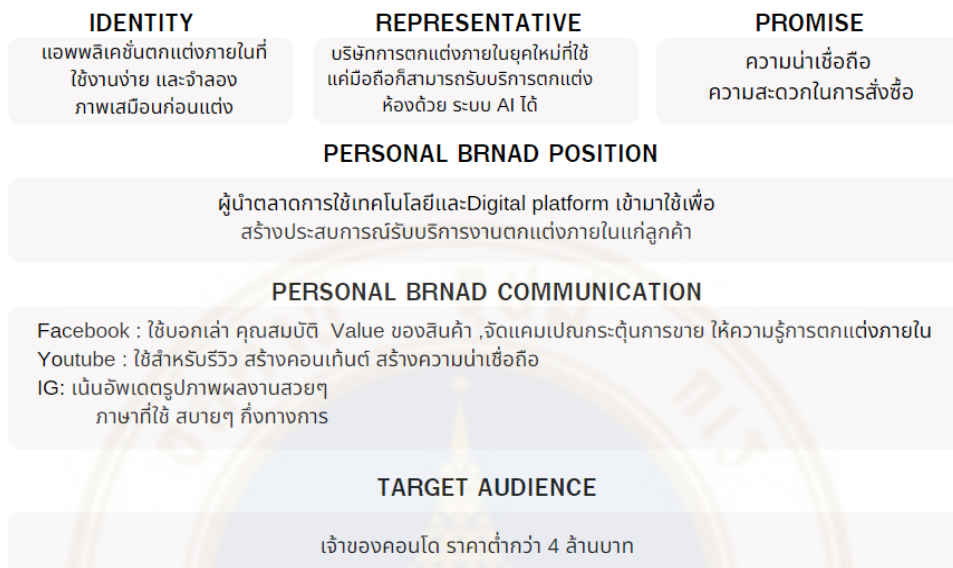 IDENTITY
แอพพลิเคชั่นตกแต่งภายในที่
ใช้งานง่าย และจำลอง
ภาพเสมือนก่อนแต่ง
REPRESENTATIVE
บริษัทการตกแต่งภายในยุคใหม่ที่ใช้
แค่มือถือก็สามารถรับบริการตกแต่ง
ห้องด้วย ระบบ AI ได้
PROMISE
ความน่าเชื่อถือ
ความสะดวกในการสั่งซื้อ
PERSONAL BRNAD POSITION
ผู้นำตลาดการใช้เทคโนโลยีและDigital platform เข้ามาใช้เพื่อ
สร้างประสบการณ์รับบริการงานตกแต่งภายในแก่ลูกค้า
PERSONAL BRNAD COMMUNICATION
Facebook : ใช้บอกเล่า คุณสมบัติ Value ของสินค้า ,จัดแคมเปณกระตุ้นการขาย ให้ความรู้การตกแต่งภายใน
Youtube : ใช้สำหรับรีวิว สร้างคอนเท้นต์ สร้างความน่าเชื่อถือ
IG: เน้นอัพเดตรูปภาพผลงานสวยๆ
ภาษาที่ใช้ สบายๆ กึ่งทางการ
TARGET AUDIENCE
เจ้าของคอนโด ราคาต่ำกว่า 4 ล้านบาท